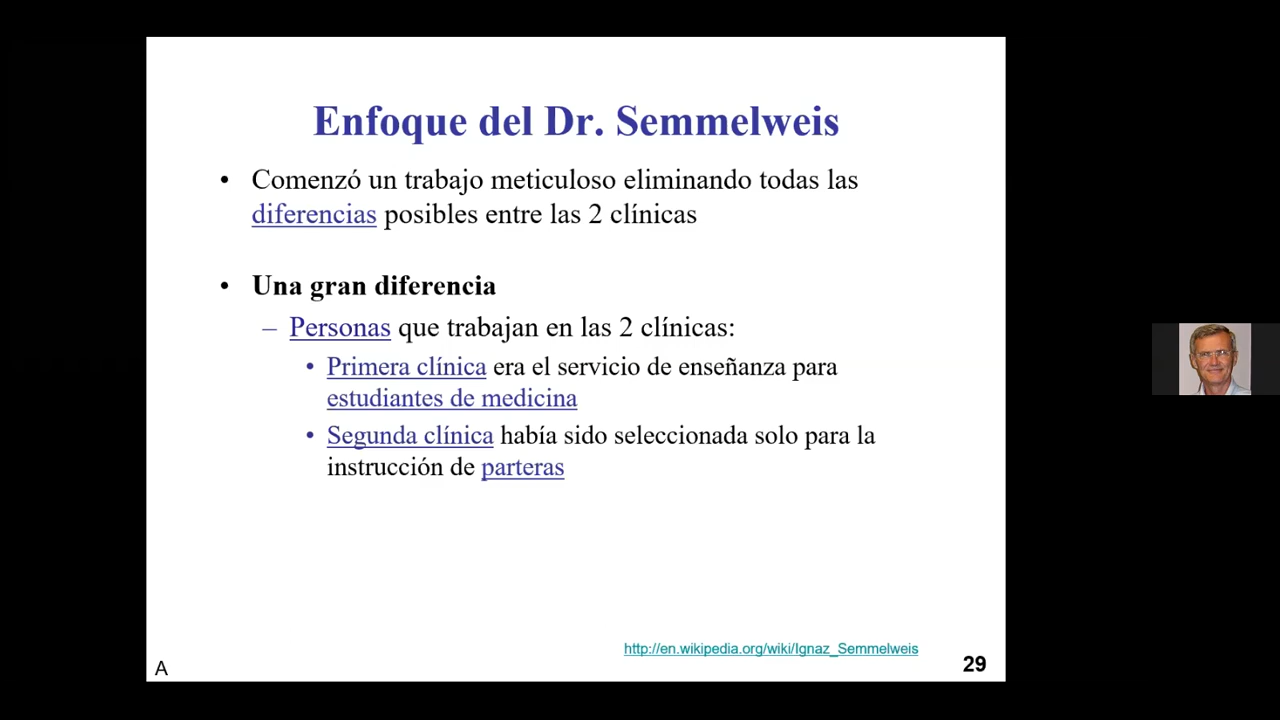 Enfoque del Dr. Semmelweis
• Comenzó un trabajo meticuloso eliminando todas las
diferencias posibles entre las 2 clínicas
• Una gran diferencia
– Personas que trabajan en las 2 clínicas:
• Primera clínica era el servicio de enseñanza para
estudiantes de medicina
• Segunda clínica había sido seleccionada solo para la
instrucción de parteras
http://en.wikipedia.org/wiki/Ignaz_Semmelweis
29
A